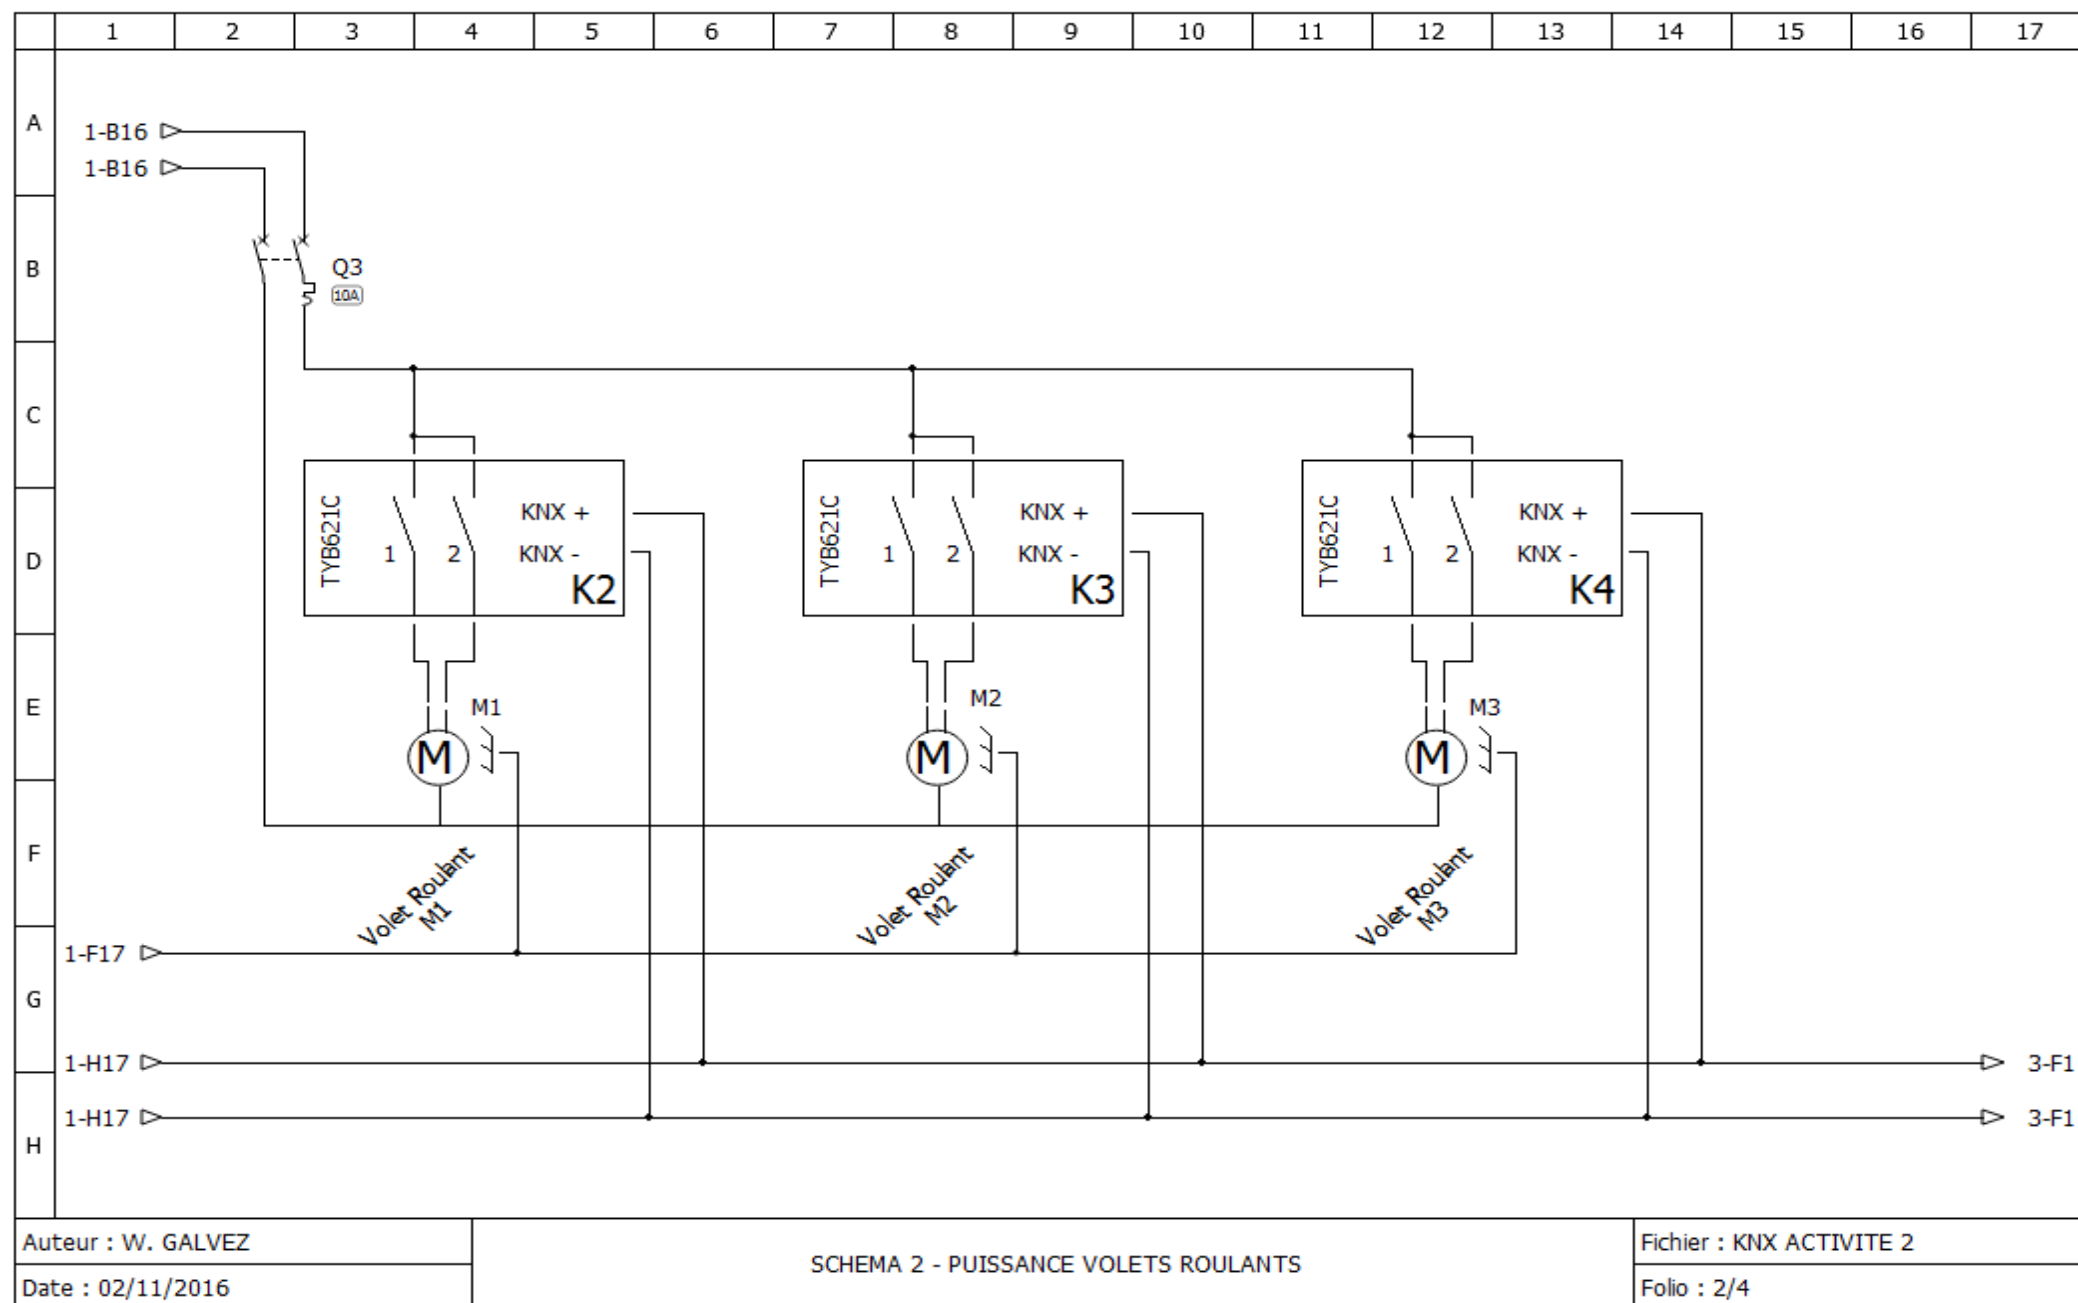 1 2 3 4 5 6 7 8 9 10 11 12 13 14 15 16 17
A
1-B16
1-B16
B
Q3
10A
C
TYB621C
1
2
KNX +
KNX -
K2
TYB621C
1
2
KNX +
KNX -
K3
TYB621C
1
2
KNX +
KNX -
K4
D
E
M1
M
M2
M
M3
M
F
Volet Roulant
M1
Volet Roulant
M2
Volet Roulant
M3
1-F17
G
1-H17
3-F1
1-H17
3-F1
H
Auteur : W. GALVEZ
Date : 02/11/2016
SCHEMA 2 - PUISSANCE VOLETS ROULANTS
Fichier : KNX ACTIVITE 2
Folio : 2/4